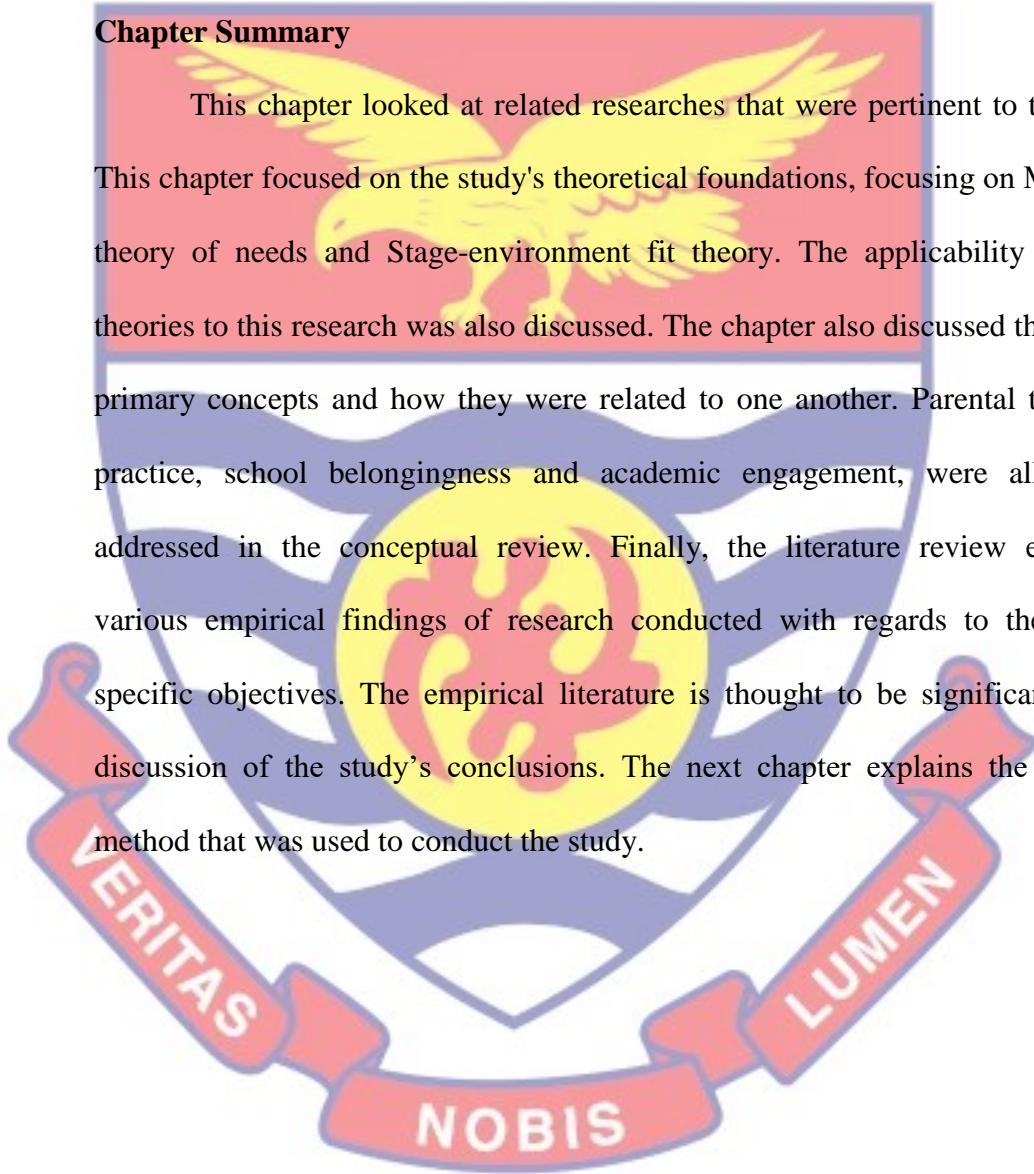 Chapter Summary
This chapter looked at related researches that were pertinent to
This chapter focused on the study's theoretical foundations, focusing on
theory of needs and Stage-environment fit theory. The applicability
theories to this research was also discussed. The chapter also discussed
primary concepts and how they were related to one another. Parental
practice, school belongingness and academic engagement, were
addressed in the conceptual review. Finally, the literature review
various empirical findings of research conducted with regards to
specific objectives. The empirical literature is thought to be
discussion of the study’s conclusions. The next chapter explains the
method that was used to conduct the study.
VERITAS
NOBIS
LUMEN